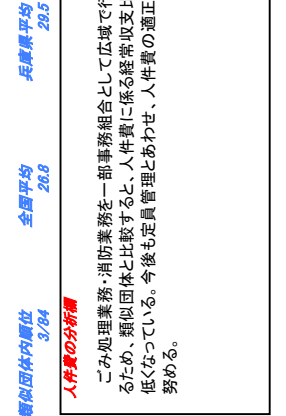 類似団体内順位 全国平均 兵庫県平均
3/84 26.8 29.5
人件費の分析欄
ごみ処理業務・消防業務を一部事務組合として広域で行
るため、類似団体と比較すると、人件費に係る経常収支比
低くなっている。今後も定員管理とあわせ、人件費の適正
努める。